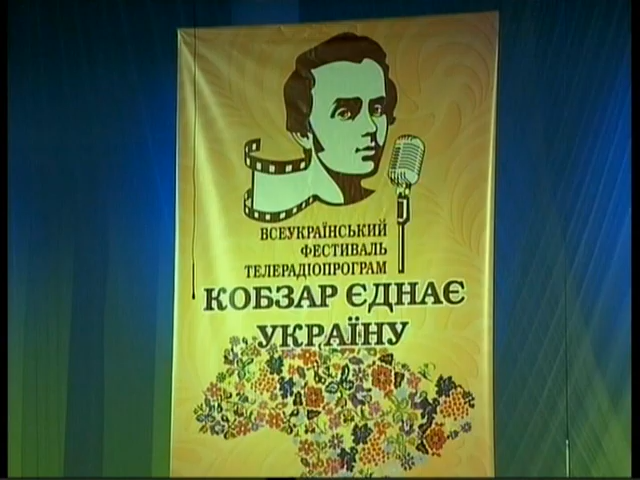 ВСЕУКРАЇНСЬКИЙ
ФЕСТИВАЛЬ
ТЕЛЕРАДІОПРОГРАМ
КОБЗАР ЄДНАЄ
УКРАЇНУ